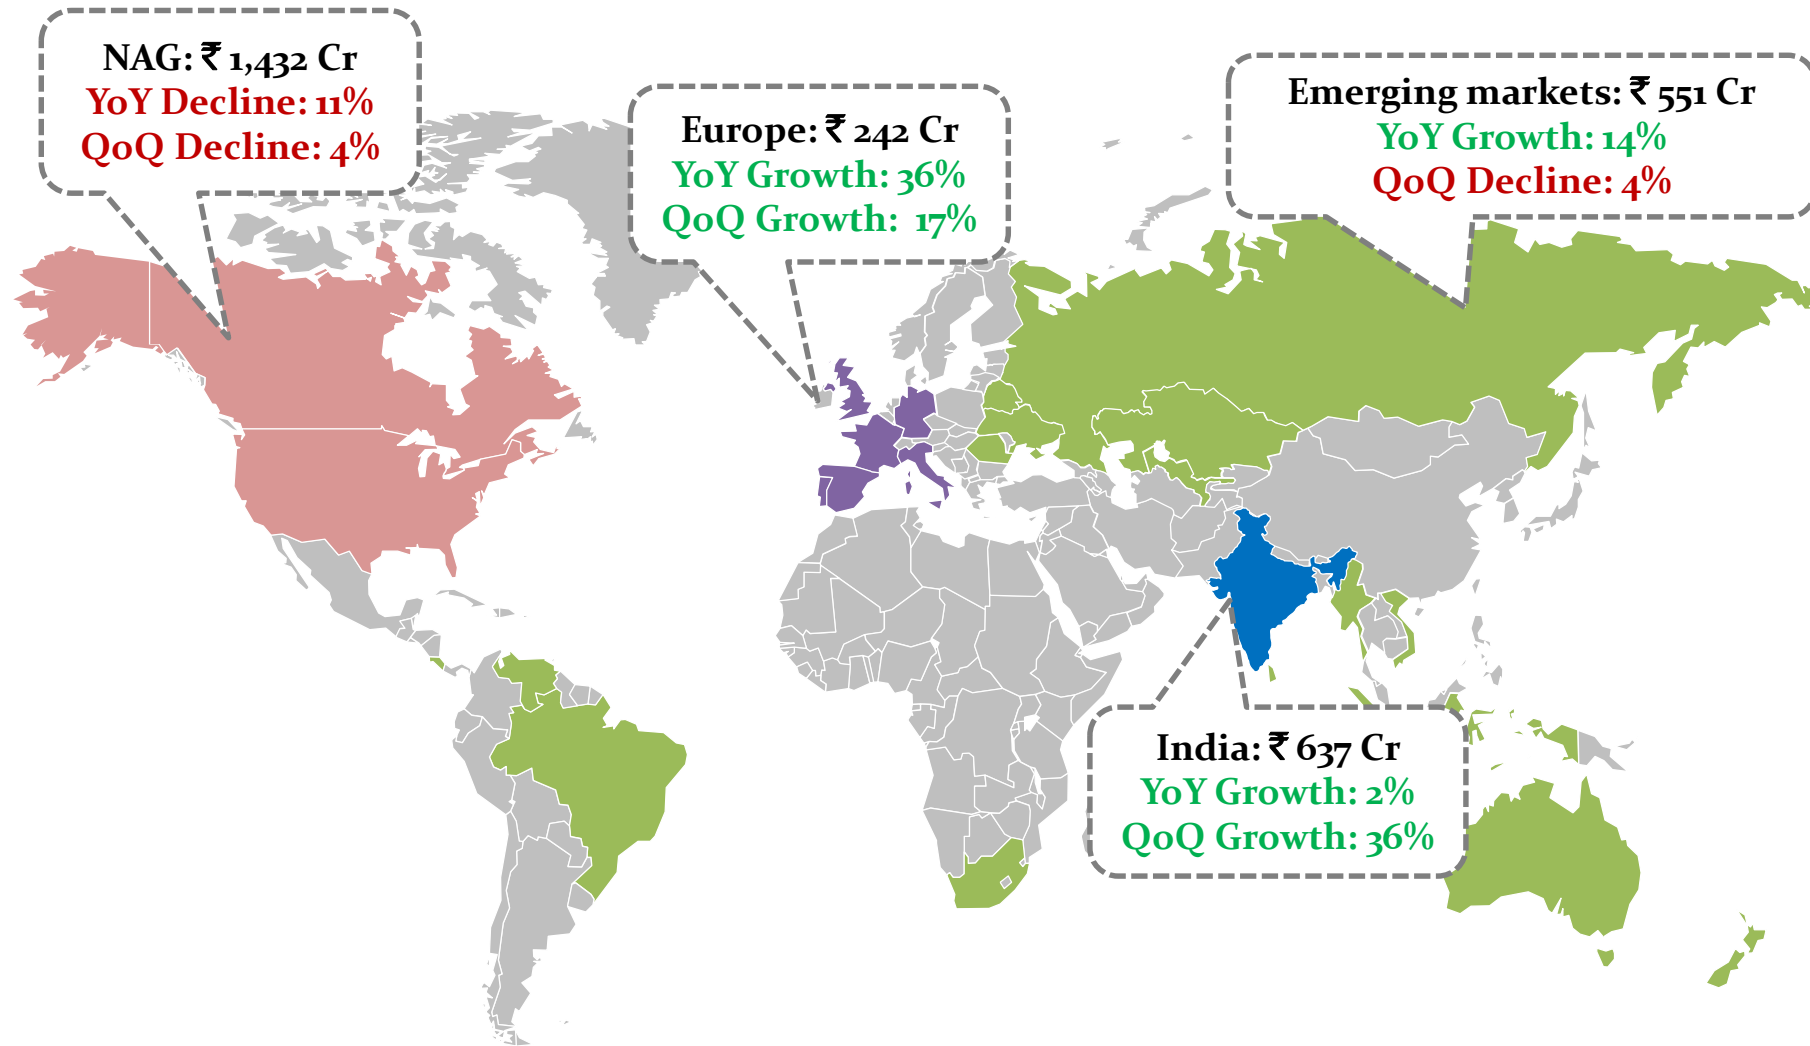 NAG: ₹ 1,432 Cr
YoY Decline: 11%
QoQ Decline: 4%
Europe: ₹ 242 Cr
YoY Growth: 36%
QoQ Growth: 17%
Emerging markets: ₹ 551 Cr
YoY Growth: 14%
QoQ Decline: 4%
India: ₹ 637 Cr
YoY Growth: 2%
QoQ Growth: 36%